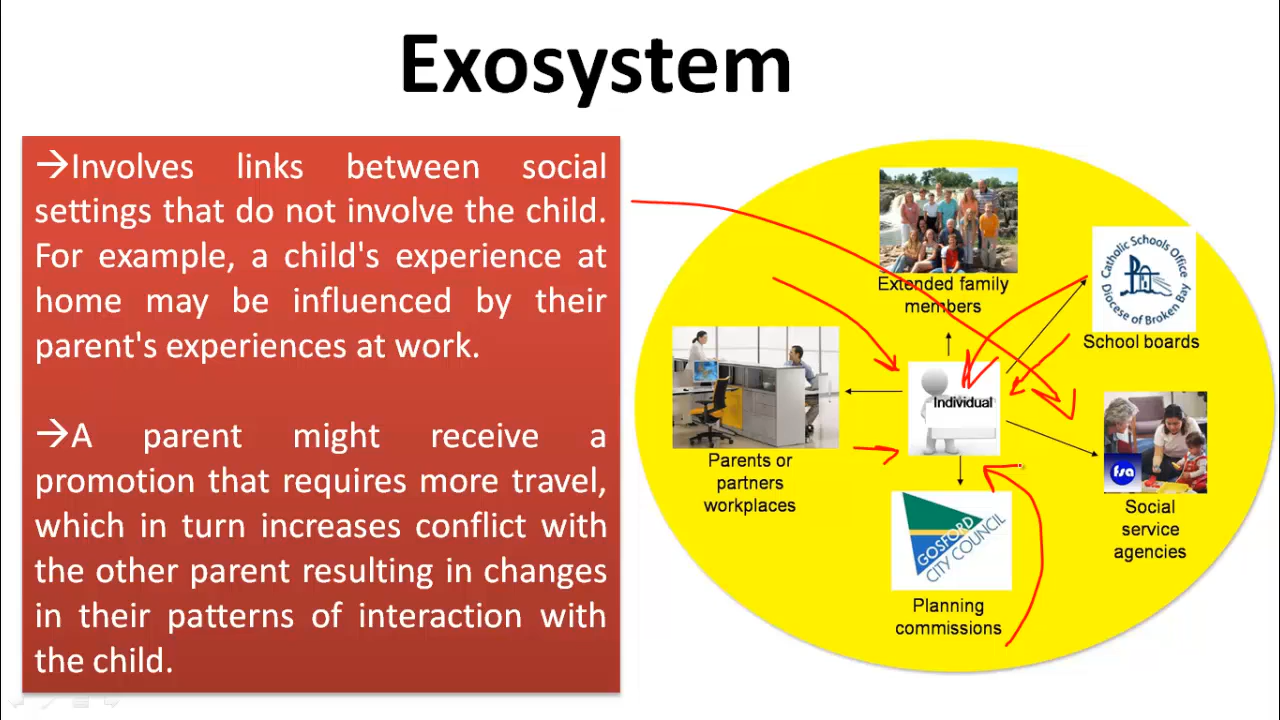 Exosystem
→Involves links between social
settings that do not involve the child.
For example, a child's experience at
home may be influenced by their
parent's experiences at work.
→A parent might receive a
promotion that requires more travel,
which in turn increases conflict with
the other parent resulting in changes
in their patterns of interaction with
the child.
Extended family
members
Catholic Schools Office
Diocese of Broken Bay
School boards
Parents or
partners
workplaces
Individual
fsa
Social
service
agencies
GOSFORD
CITY COUNCIL
Planning
commissions